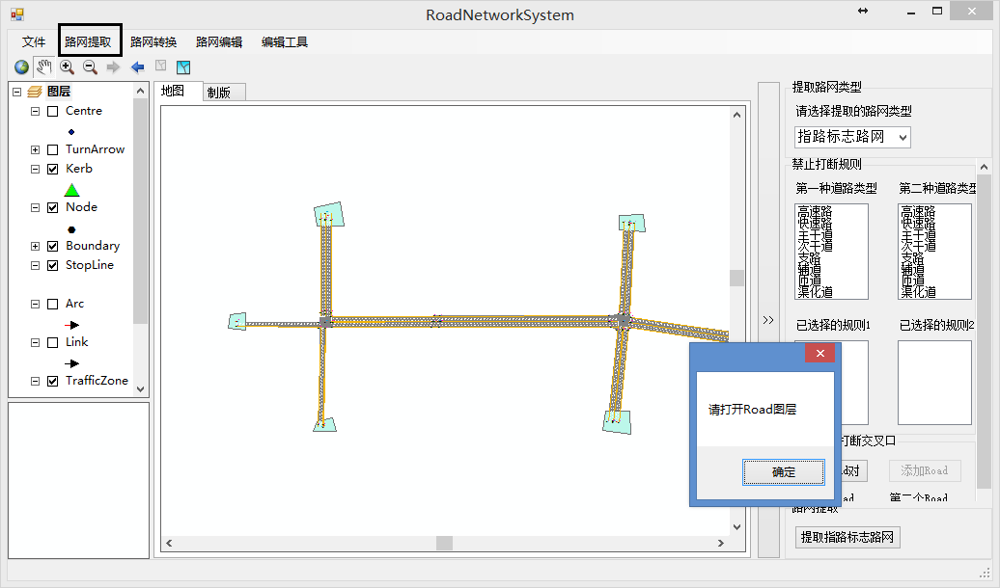 RoadNetworkSystem
文件 路网提取 路网转换 路网编辑 编辑工具
图层
Centre
TurnArrow
Kerb
Node
Boundary
StopLine
Arc
Link
TrafficZone
地图 制版
提取路网类型
请选择提取的路网类型
指路标志路网
禁止打断规则
第一种道路类型 第二种道路类型
高速路 高速路
快速路 快速路
主干道 主干道
次干道 次干道
支路 支路
辅道 辅道
匝道 匝道
渠化道 渠化道
已选择的规则1 已选择的规则2
请打开Road图层
确定
打断交叉口
对 添加Road
第二个Road
路网提取
提取指路标志路网